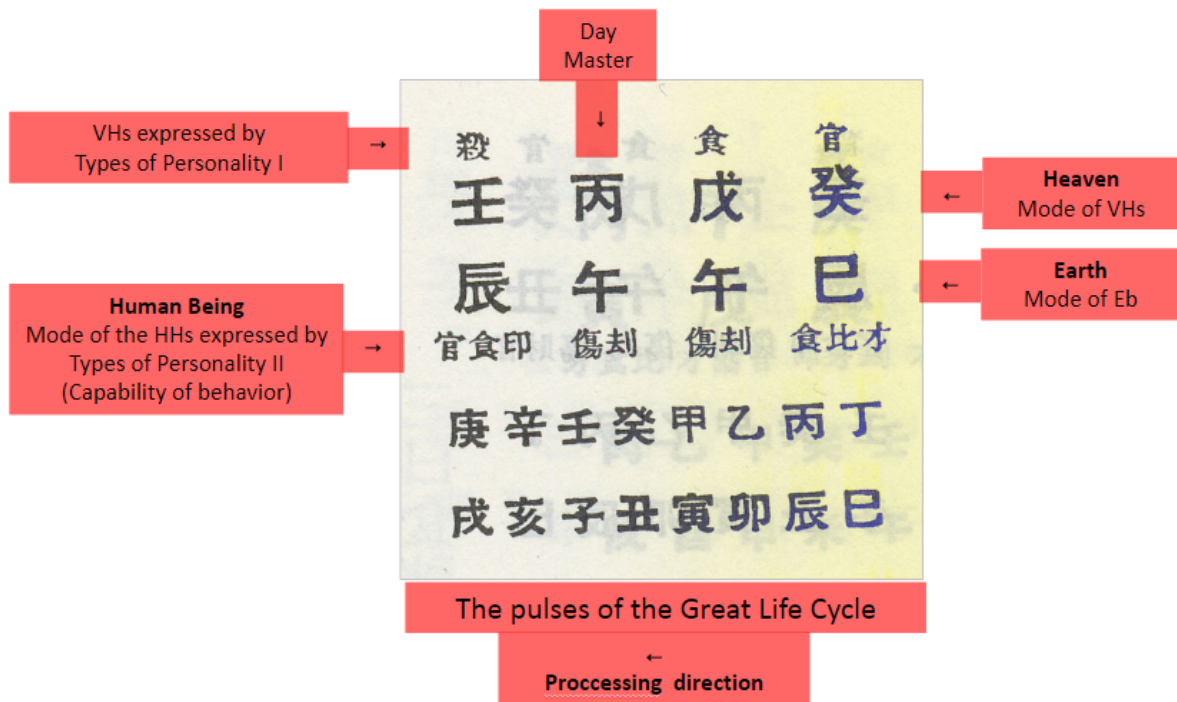 Day
Master
↓
VHs expressed by
Types of Personality I
→
殺 食 官
壬 丙 戊 癸
← Heaven
Mode of VHs
辰 午 午 巳
← Earth
Mode of Eb
Human Being
Mode of the HHs expressed by
Types of Personality II
(Capability of behavior)
→
官食印 傷刦 傷刦 食比才
庚 辛 壬 癸 甲 乙 丙 丁
戌 亥 子 丑 寅 卯 辰 巳
The pulses of the Great Life Cycle
←
Proccessing direction